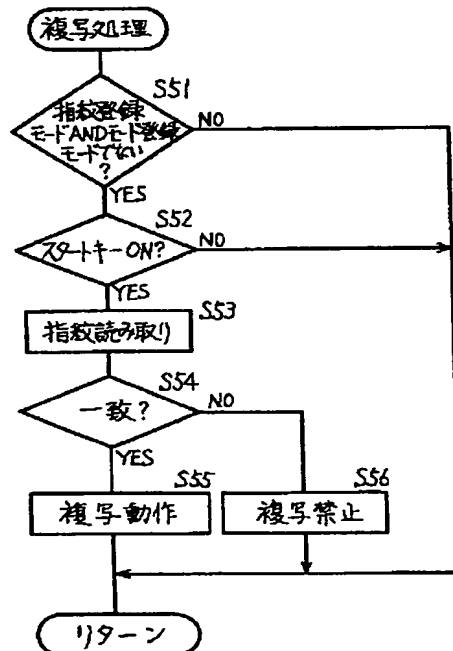 複写処理
S51
指紋登録
モードANDモード登録
モードでない
?
NO
YES
S52
スタートキーON?
NO
YES
S53
指紋読み取り
S54
一致?
NO
YES
S55
複写動作
S56
複写禁止
リターン